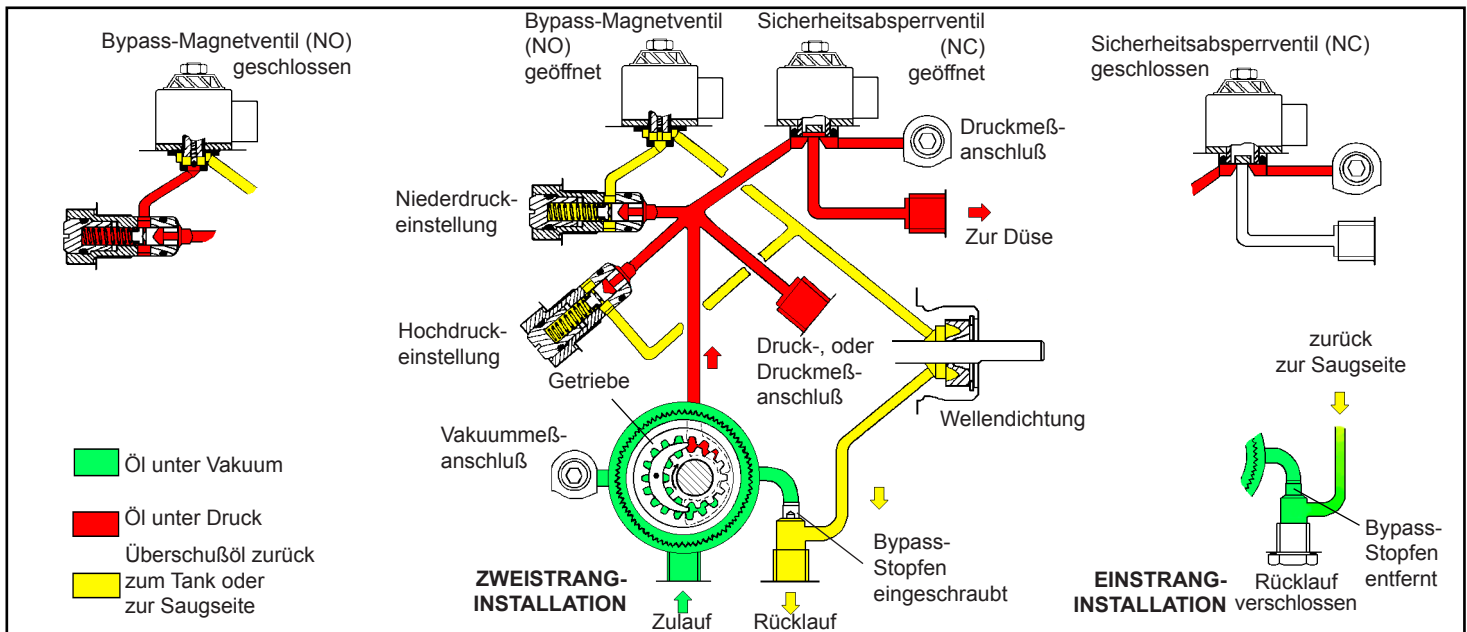 Bypass-Magnetventil (NO)
geschlossen
Bypass-Magnetventil
(NO)
geöffnet
Sicherheitsabsperrventil
(NC)
geöffnet
Sicherheitsabsperrventil (NC)
geschlossen
Druckmeß-
anschluß
Niederdruck-
einstellung
Zur Düse
Hochdruck-
einstellung
Druck-, oder
Druckmeß-
anschluß
Getriebe
Wellendichtung
zurück
zur Saugseite
Vakuummeß-
anschluß
Öl unter Vakuum
Öl unter Druck
Überschußöl zurück
zum Tank oder
zur Saugseite
ZWEISTRANG-
INSTALLATION
Zulauf
Rücklauf
Bypass-
Stopfen
eingeschraubt
EINSTRANG-
INSTALLATION
Rücklauf
verschlossen
Bypass-
Stopfen
entfernt